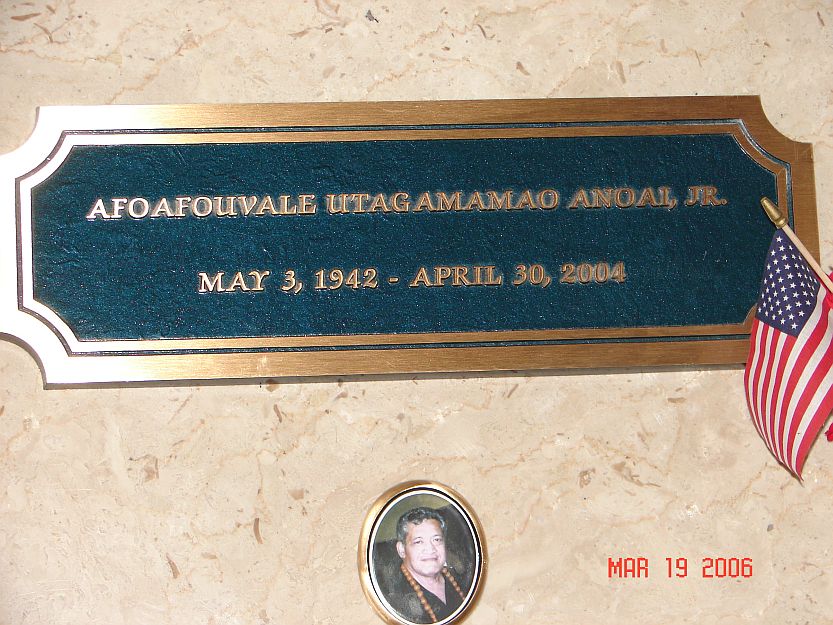 AFOAFOUVALE UTAGAMAMAO ANOAI, JR.
MAY 3, 1942 - APRIL 30, 2004
MAR 19 2006